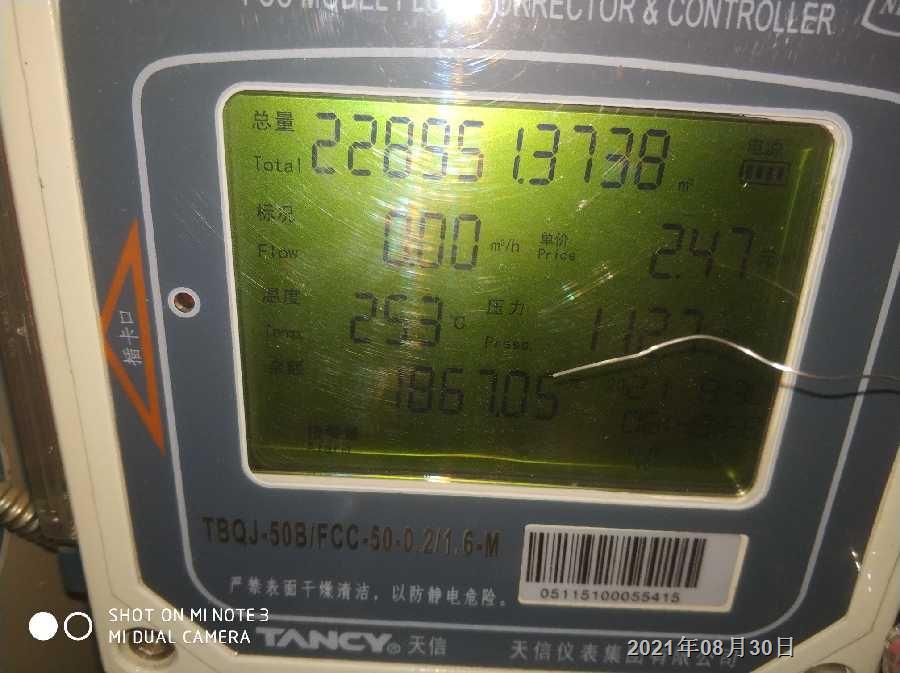 CORRECTOR & CONTROLLER
总量
Total 228951.3738 m³
电池
标况
Flow 0.00 m³/h 单价 Price 2.47
温度
25.3 ℃ 压力
余额
1867.05
插卡口
TBQJ-50B/FCC-50-0.2/1.6-M
05115100055415
严禁表面干燥清洁，以防静电危险。
SHOT ON MI NOTE 3
MI DUAL CAMERA
TANCY® 天信
天信仪表集团有限公司
2021年08月30日